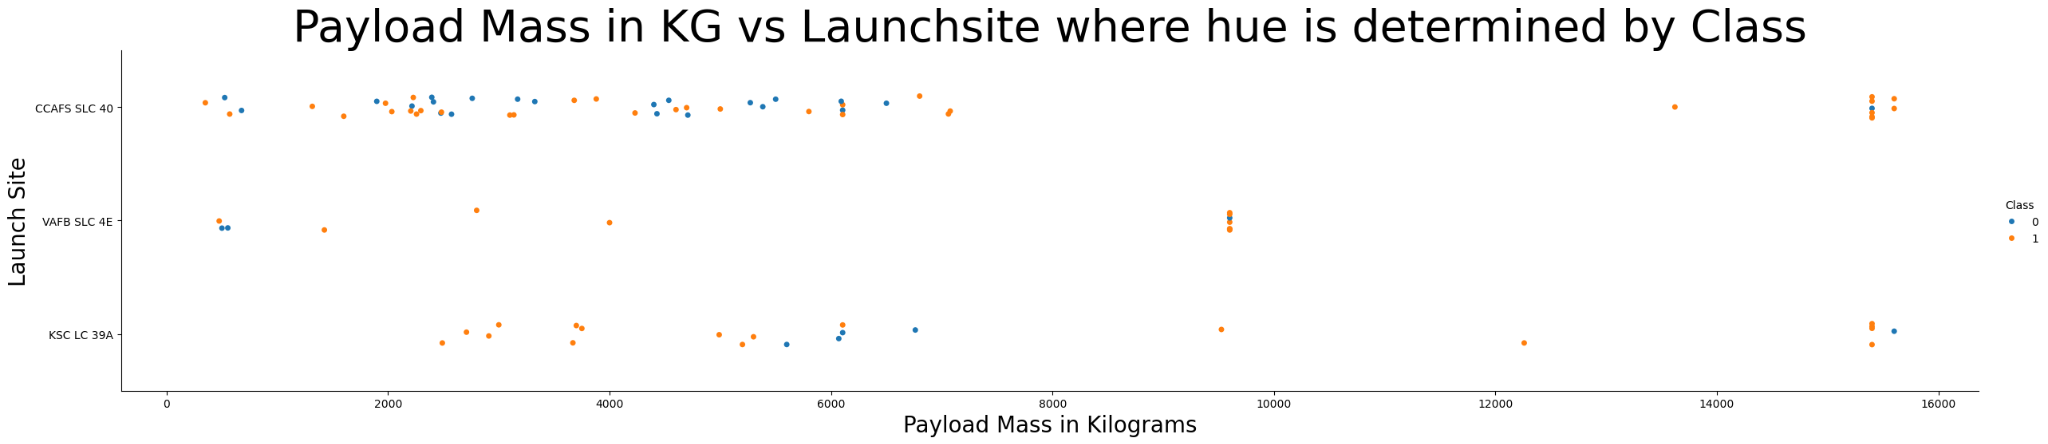 Payload Mass in KG vs Launchsite where hue is determined by Class
CCAFS SLC 40
VAFB SLC 4E
KSC LC 39A
Launch Site
0 2000 4000 6000 8000 10000 12000 14000 16000
Payload Mass in Kilograms
Class
0
1